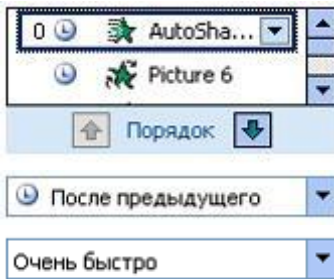 0 AutoSha...
Picture 6
Порядок
После предыдущего
Очень быстро